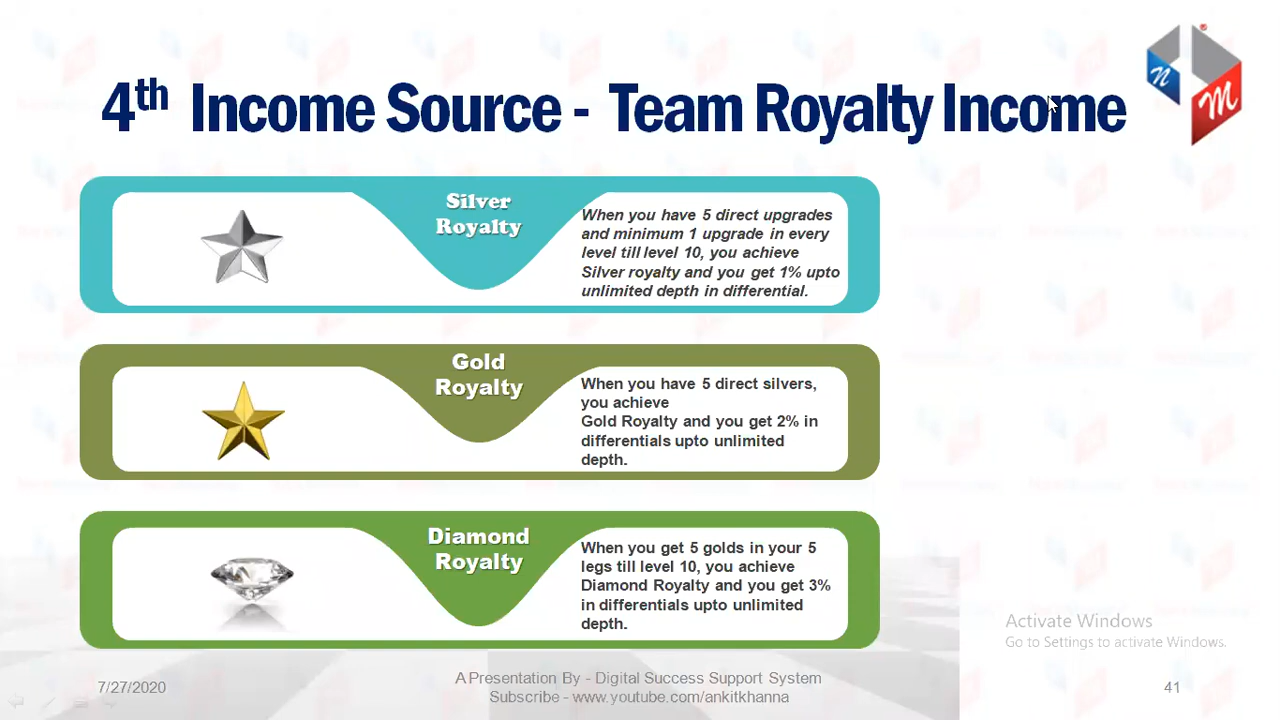 4th Income Source - Team Royalty Income
n
M
Silver
Royalty
When you have 5 direct upgrades
and minimum 1 upgrade in every
level till level 10, you achieve
Silver royalty and you get 1% upto
unlimited depth in differential.
Gold
Royalty
When you have 5 direct silvers,
you achieve
Gold Royalty and you get 2% in
differentials upto unlimited
depth.
Diamond
Royalty
When you get 5 golds in your 5
legs till level 10, you achieve
Diamond Royalty and you get 3%
in differentials upto unlimited
depth.
Activate Windows
Go to Settings to activate Windows.
7/27/2020
A Presentation By - Digital Success Support System
Subscribe - www.youtube.com/ankitkhanna
41